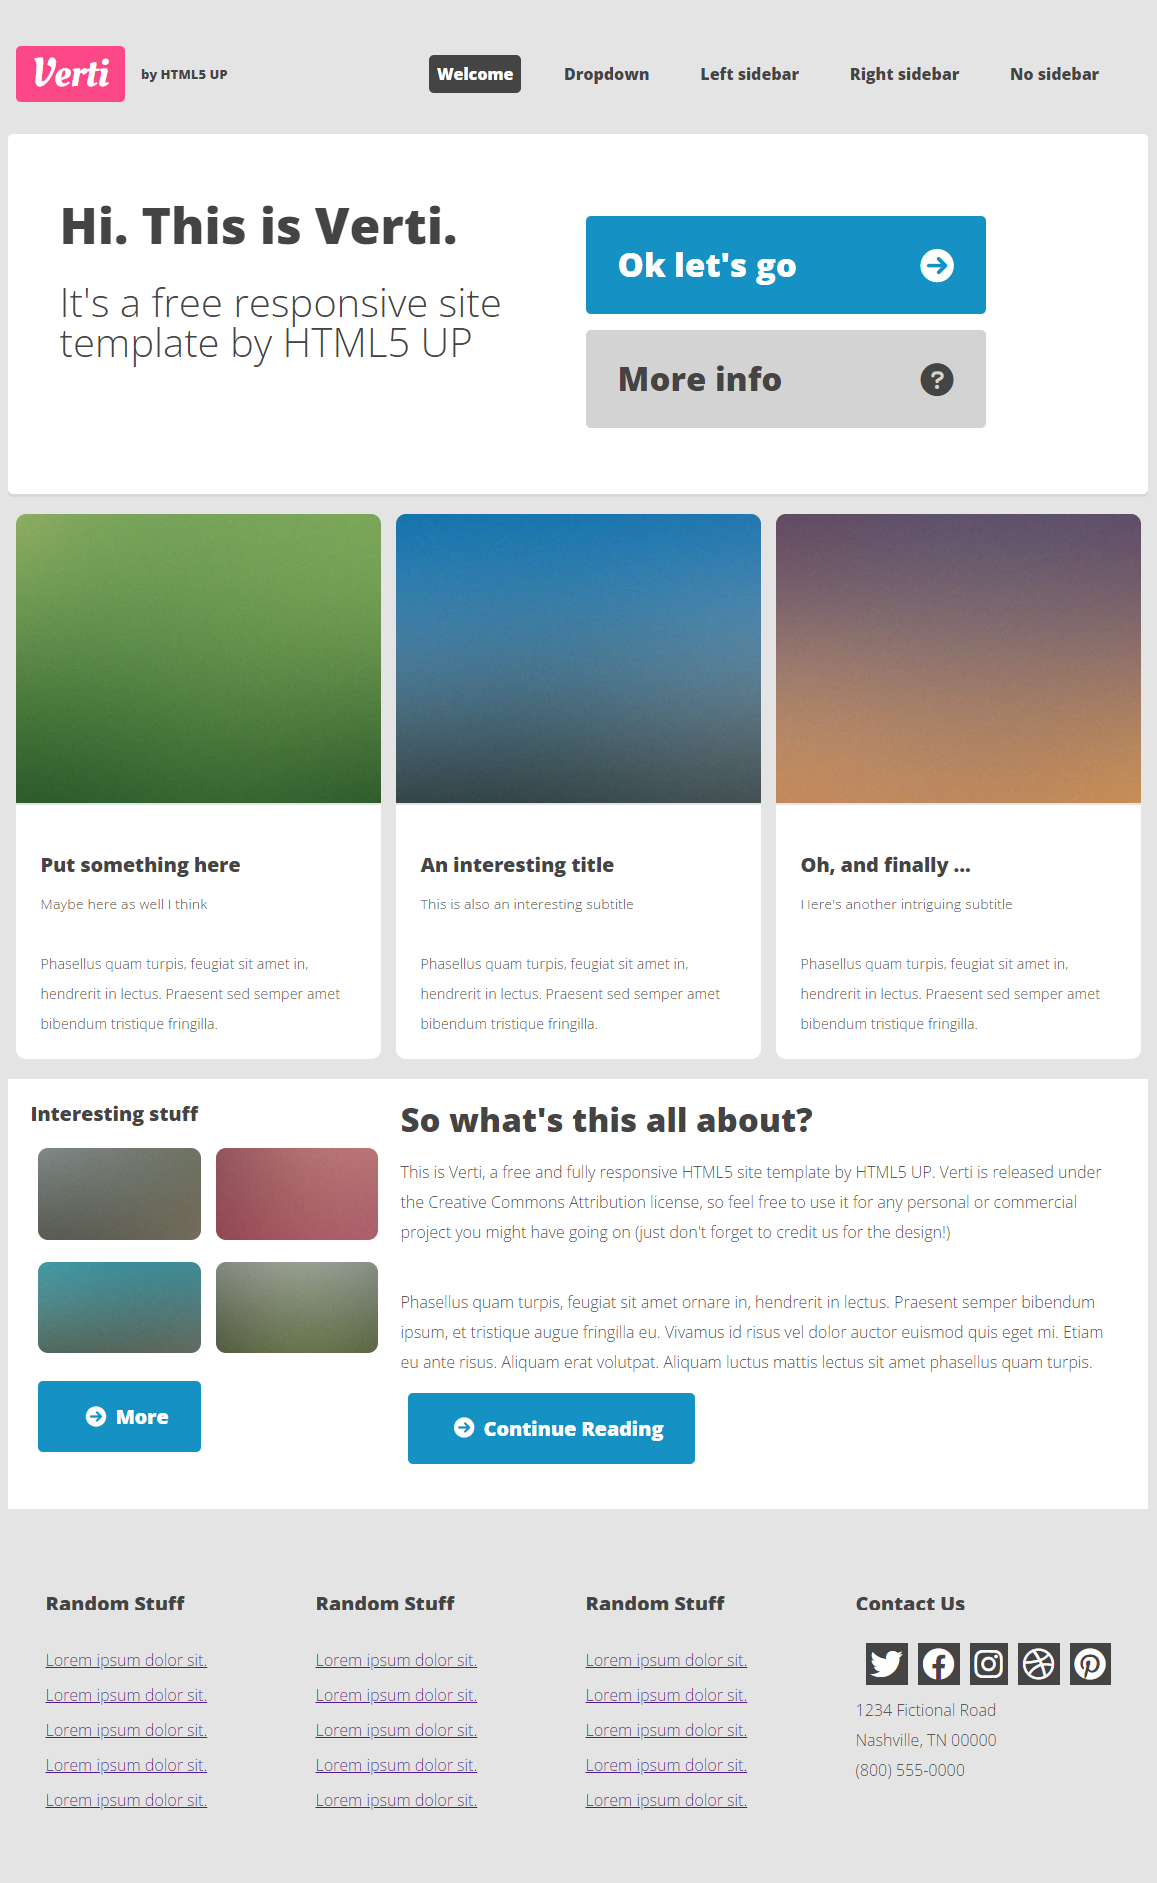 Verti
by HTML5 UP
Welcome
Dropdown
Left sidebar
Right sidebar
No sidebar
Hi. This is Verti.
It's a free responsive site
template by HTML5 UP
Ok let's go
More info
?
Put something here
Maybe here as well I think
Phasellus quam turpis, feugiat sit amet in,
hendrerit in lectus. Praesent sed semper amet
bibendum tristique fringilla.
An interesting title
This is also an interesting subtitle
Phasellus quam turpis, feugiat sit amet in,
hendrerit in lectus. Praesent sed semper amet
bibendum tristique fringilla.
Oh, and finally ...
Here's another intriguing subtitle
Phasellus quam turpis, feugiat sit amet in,
hendrerit in lectus. Praesent sed semper amet
bibendum tristique fringilla.
Interesting stuff
More
So what's this all about?
This is Verti, a free and fully responsive HTML5 site template by HTML5 UP. Verti is released under
the Creative Commons Attribution license, so feel free to use it for any personal or commercial
project you might have going on (just don't forget to credit us for the design!)
Phasellus quam turpis, feugiat sit amet ornare in, hendrerit in lectus. Praesent semper bibendum
ipsum, et tristique augue fringilla eu. Vivamus id risus vel dolor auctor euismod quis eget mi. Etiam
eu ante risus. Aliquam erat volutpat. Aliquam luctus mattis lectus sit amet phasellus quam turpis.
Continue Reading
Random Stuff
Lorem ipsum dolor sit.
Lorem ipsum dolor sit.
Lorem ipsum dolor sit.
Lorem ipsum dolor sit.
Lorem ipsum dolor sit.
Random Stuff
Lorem ipsum dolor sit.
Lorem ipsum dolor sit.
Lorem ipsum dolor sit.
Lorem ipsum dolor sit.
Lorem ipsum dolor sit.
Random Stuff
Lorem ipsum dolor sit.
Lorem ipsum dolor sit.
Lorem ipsum dolor sit.
Lorem ipsum dolor sit.
Lorem ipsum dolor sit.
Contact Us
1234 Fictional Road
Nashville, TN 00000
(800) 555-0000